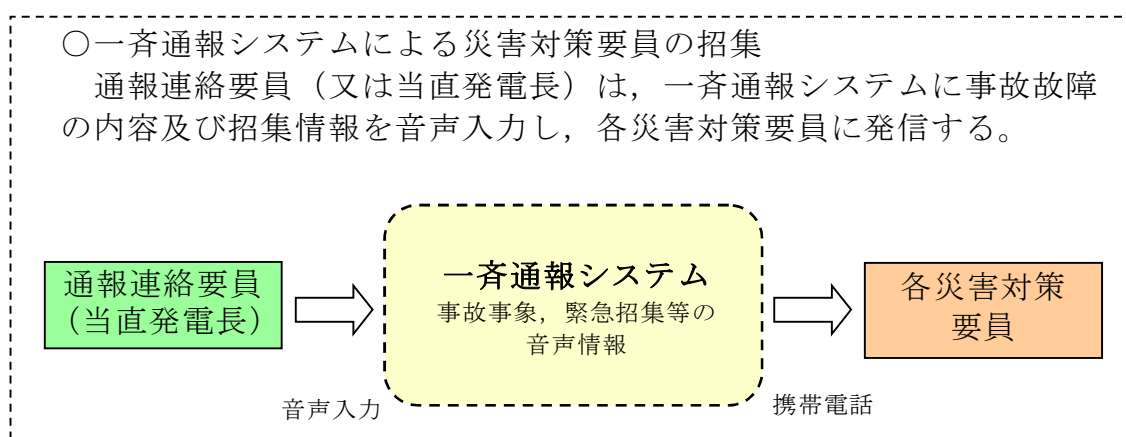 ○一斉通報システムによる災害対策要員の招集
通報連絡要員（又は当直発電長）は，一斉通報システムに事故故障
の内容及び招集情報を音声入力し，各災害対策要員に発信する。
通報連絡要員
（当直発電長）
一斉通報システム
事故事象，緊急招集等の
音声情報
各災害対策
要員
音声入力
携帯電話